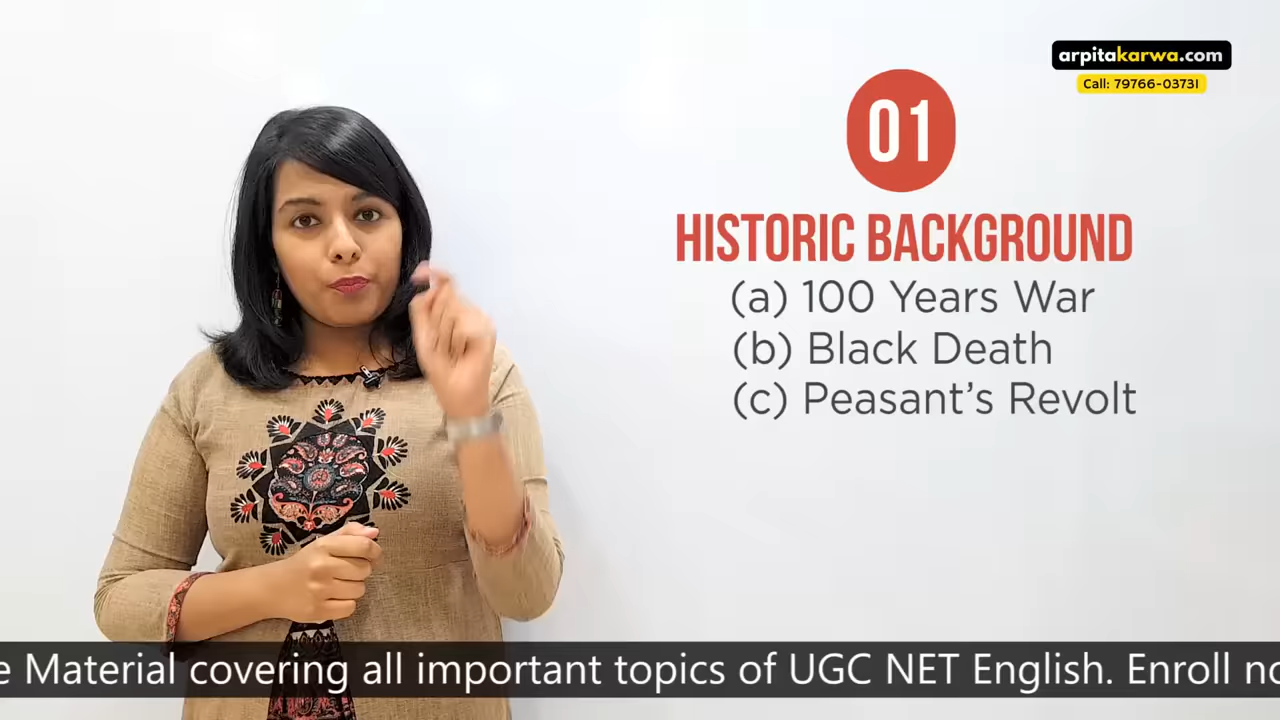 arpitakarwa.com
Call: 79766-03731
01
HISTORIC BACKGROUND
(a) 100 Years War
(b) Black Death
(c) Peasant's Revolt
Material covering all important topics of UGC NET English. Enroll